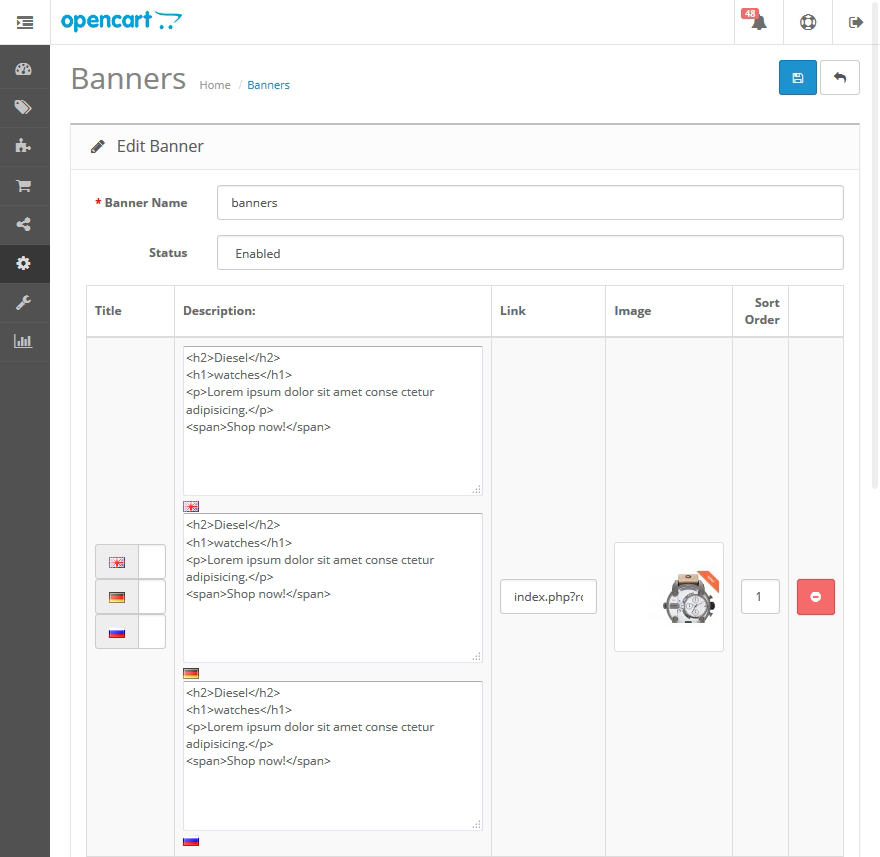 opencart
48
Banners Home / Banners
Edit Banner
* Banner Name banners
Status Enabled
Title Description: Link Image Sort Order
<h2>Diesel</h2>
<h1>watches</h1>
<p>Lorem ipsum dolor sit amet conse ctetur
adipisicing.</p>
<span>Shop now!</span>
<h2>Diesel</h2>
<h1>watches</h1>
<p>Lorem ipsum dolor sit amet conse ctetur
adipisicing.</p>
<span>Shop now!</span>
index.php?ro
1
<h2>Diesel</h2>
<h1>watches</h1>
<p>Lorem ipsum dolor sit amet conse ctetur
adipisicing.</p>
<span>Shop now!</span>